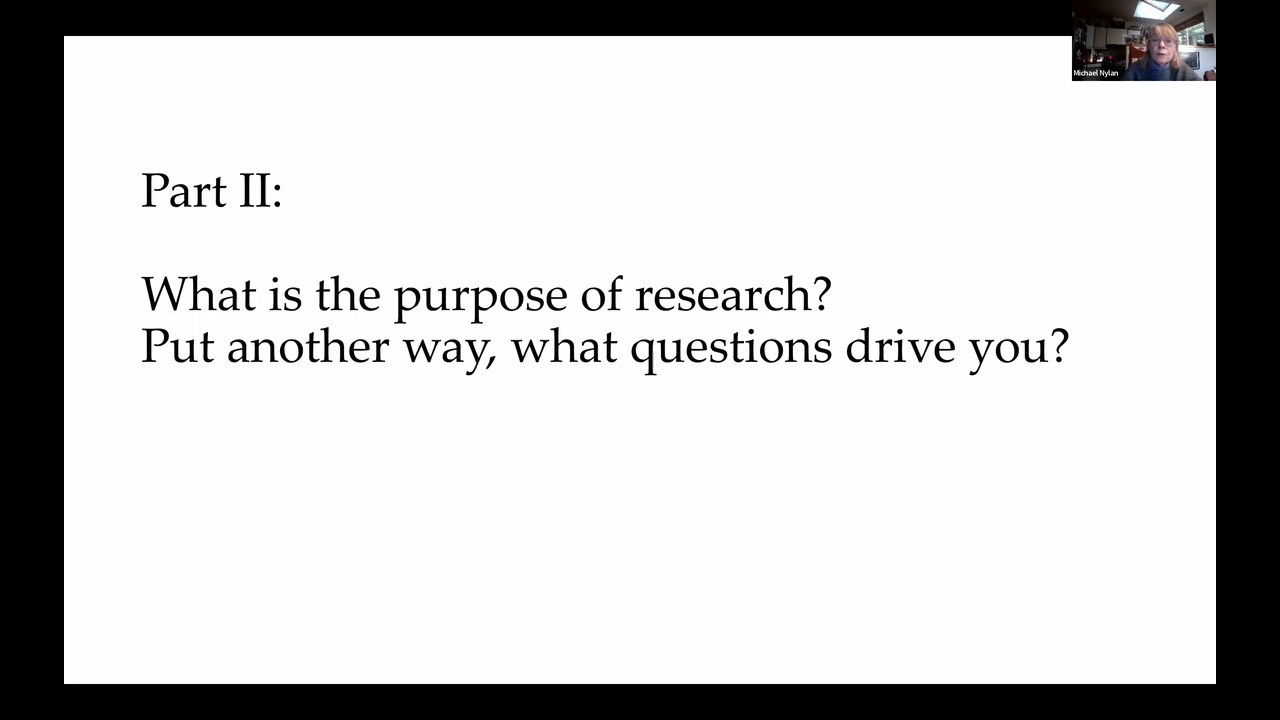 Michael Nylan
Part II:
What is the purpose of research?
Put another way, what questions drive you?